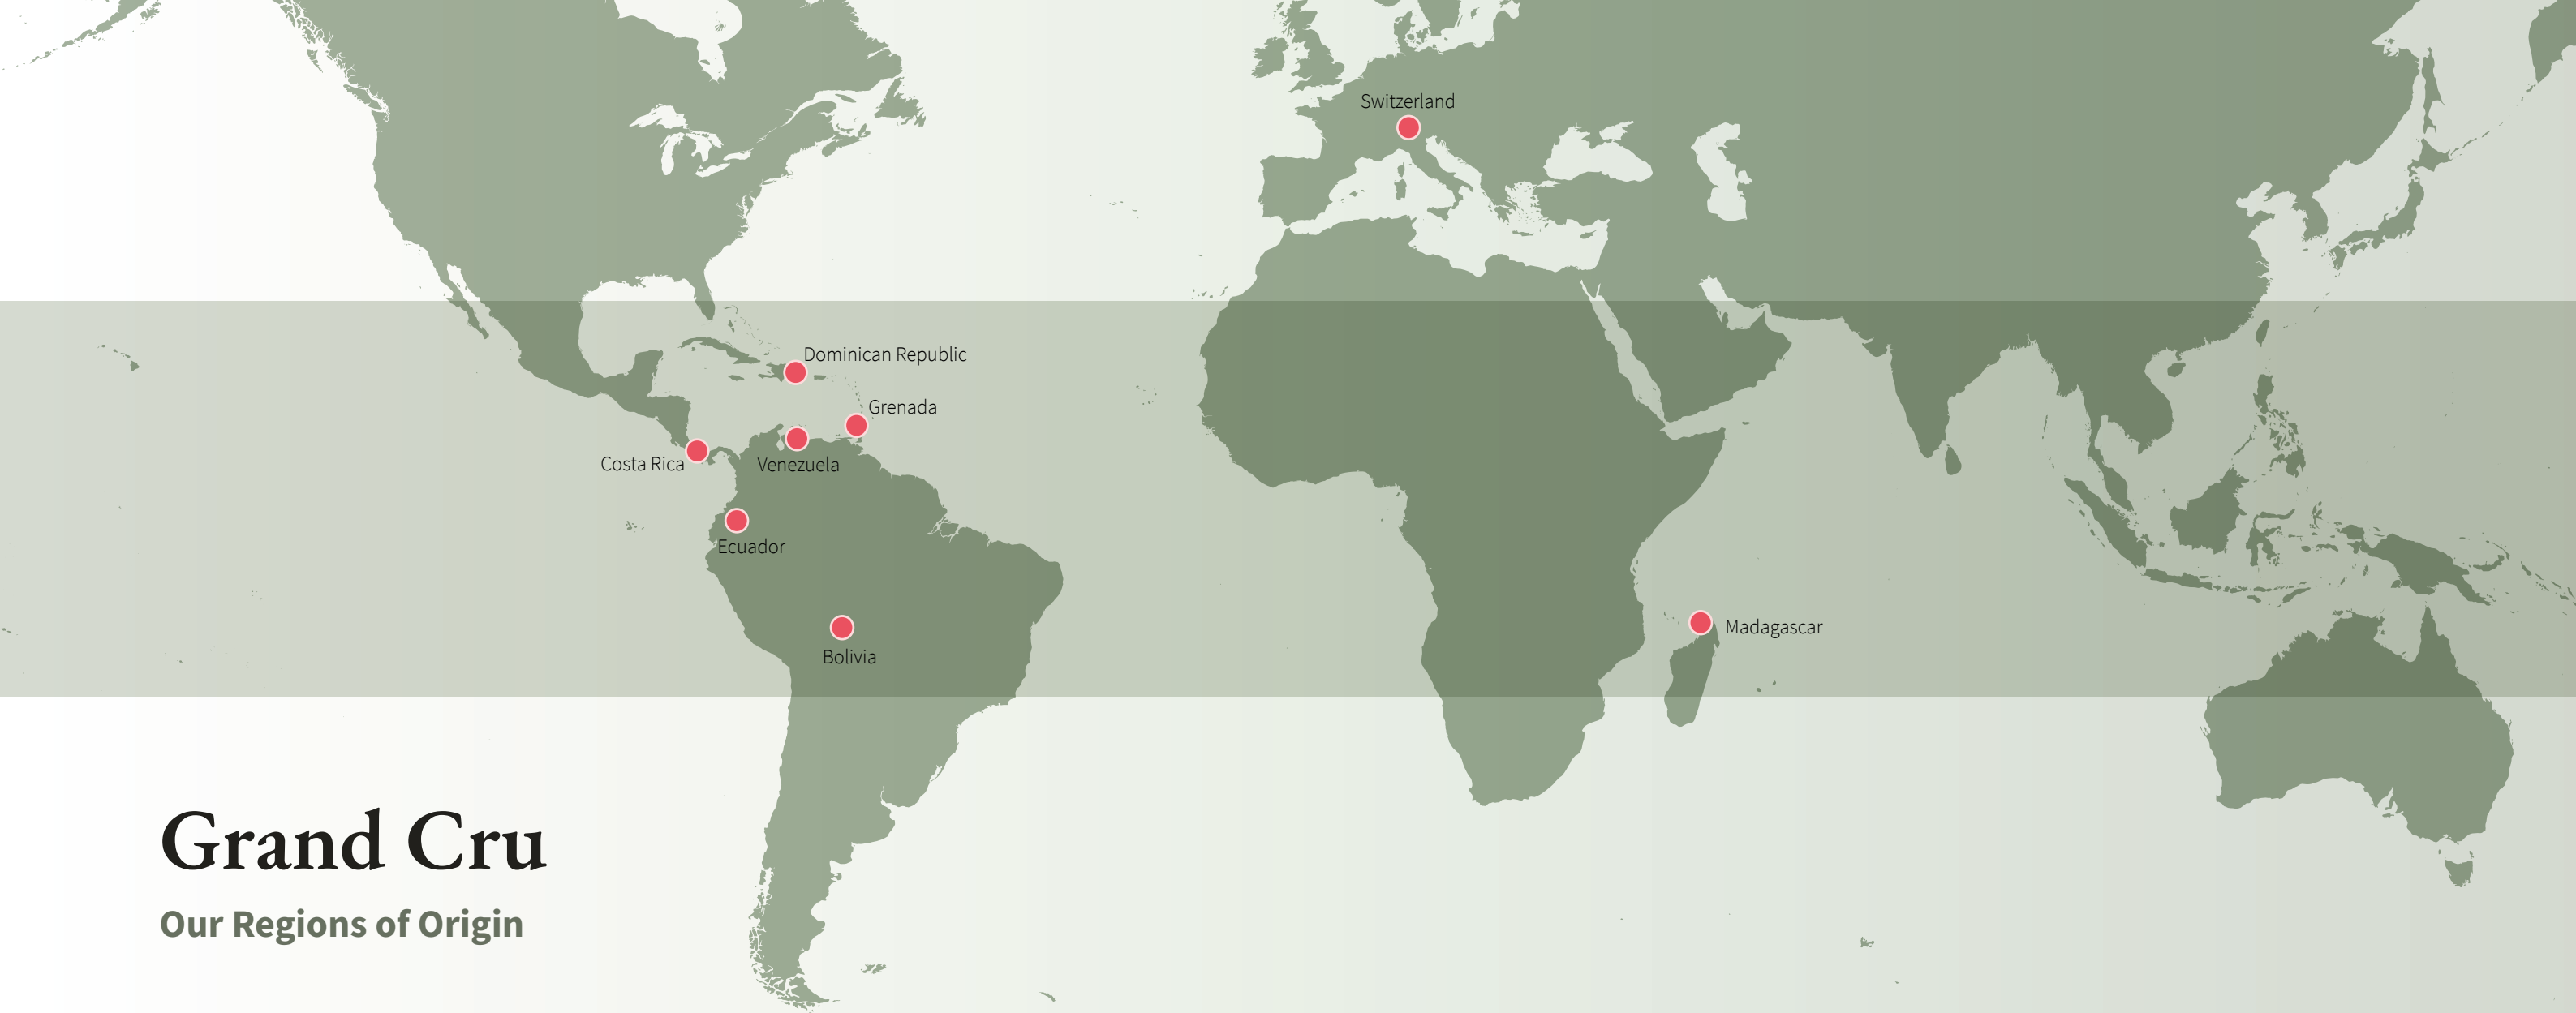 Switzerland
Dominican Republic
Grenada
Costa Rica
Venezuela
Ecuador
Madagascar
Bolivia
Grand Cru
Our Regions of Origin